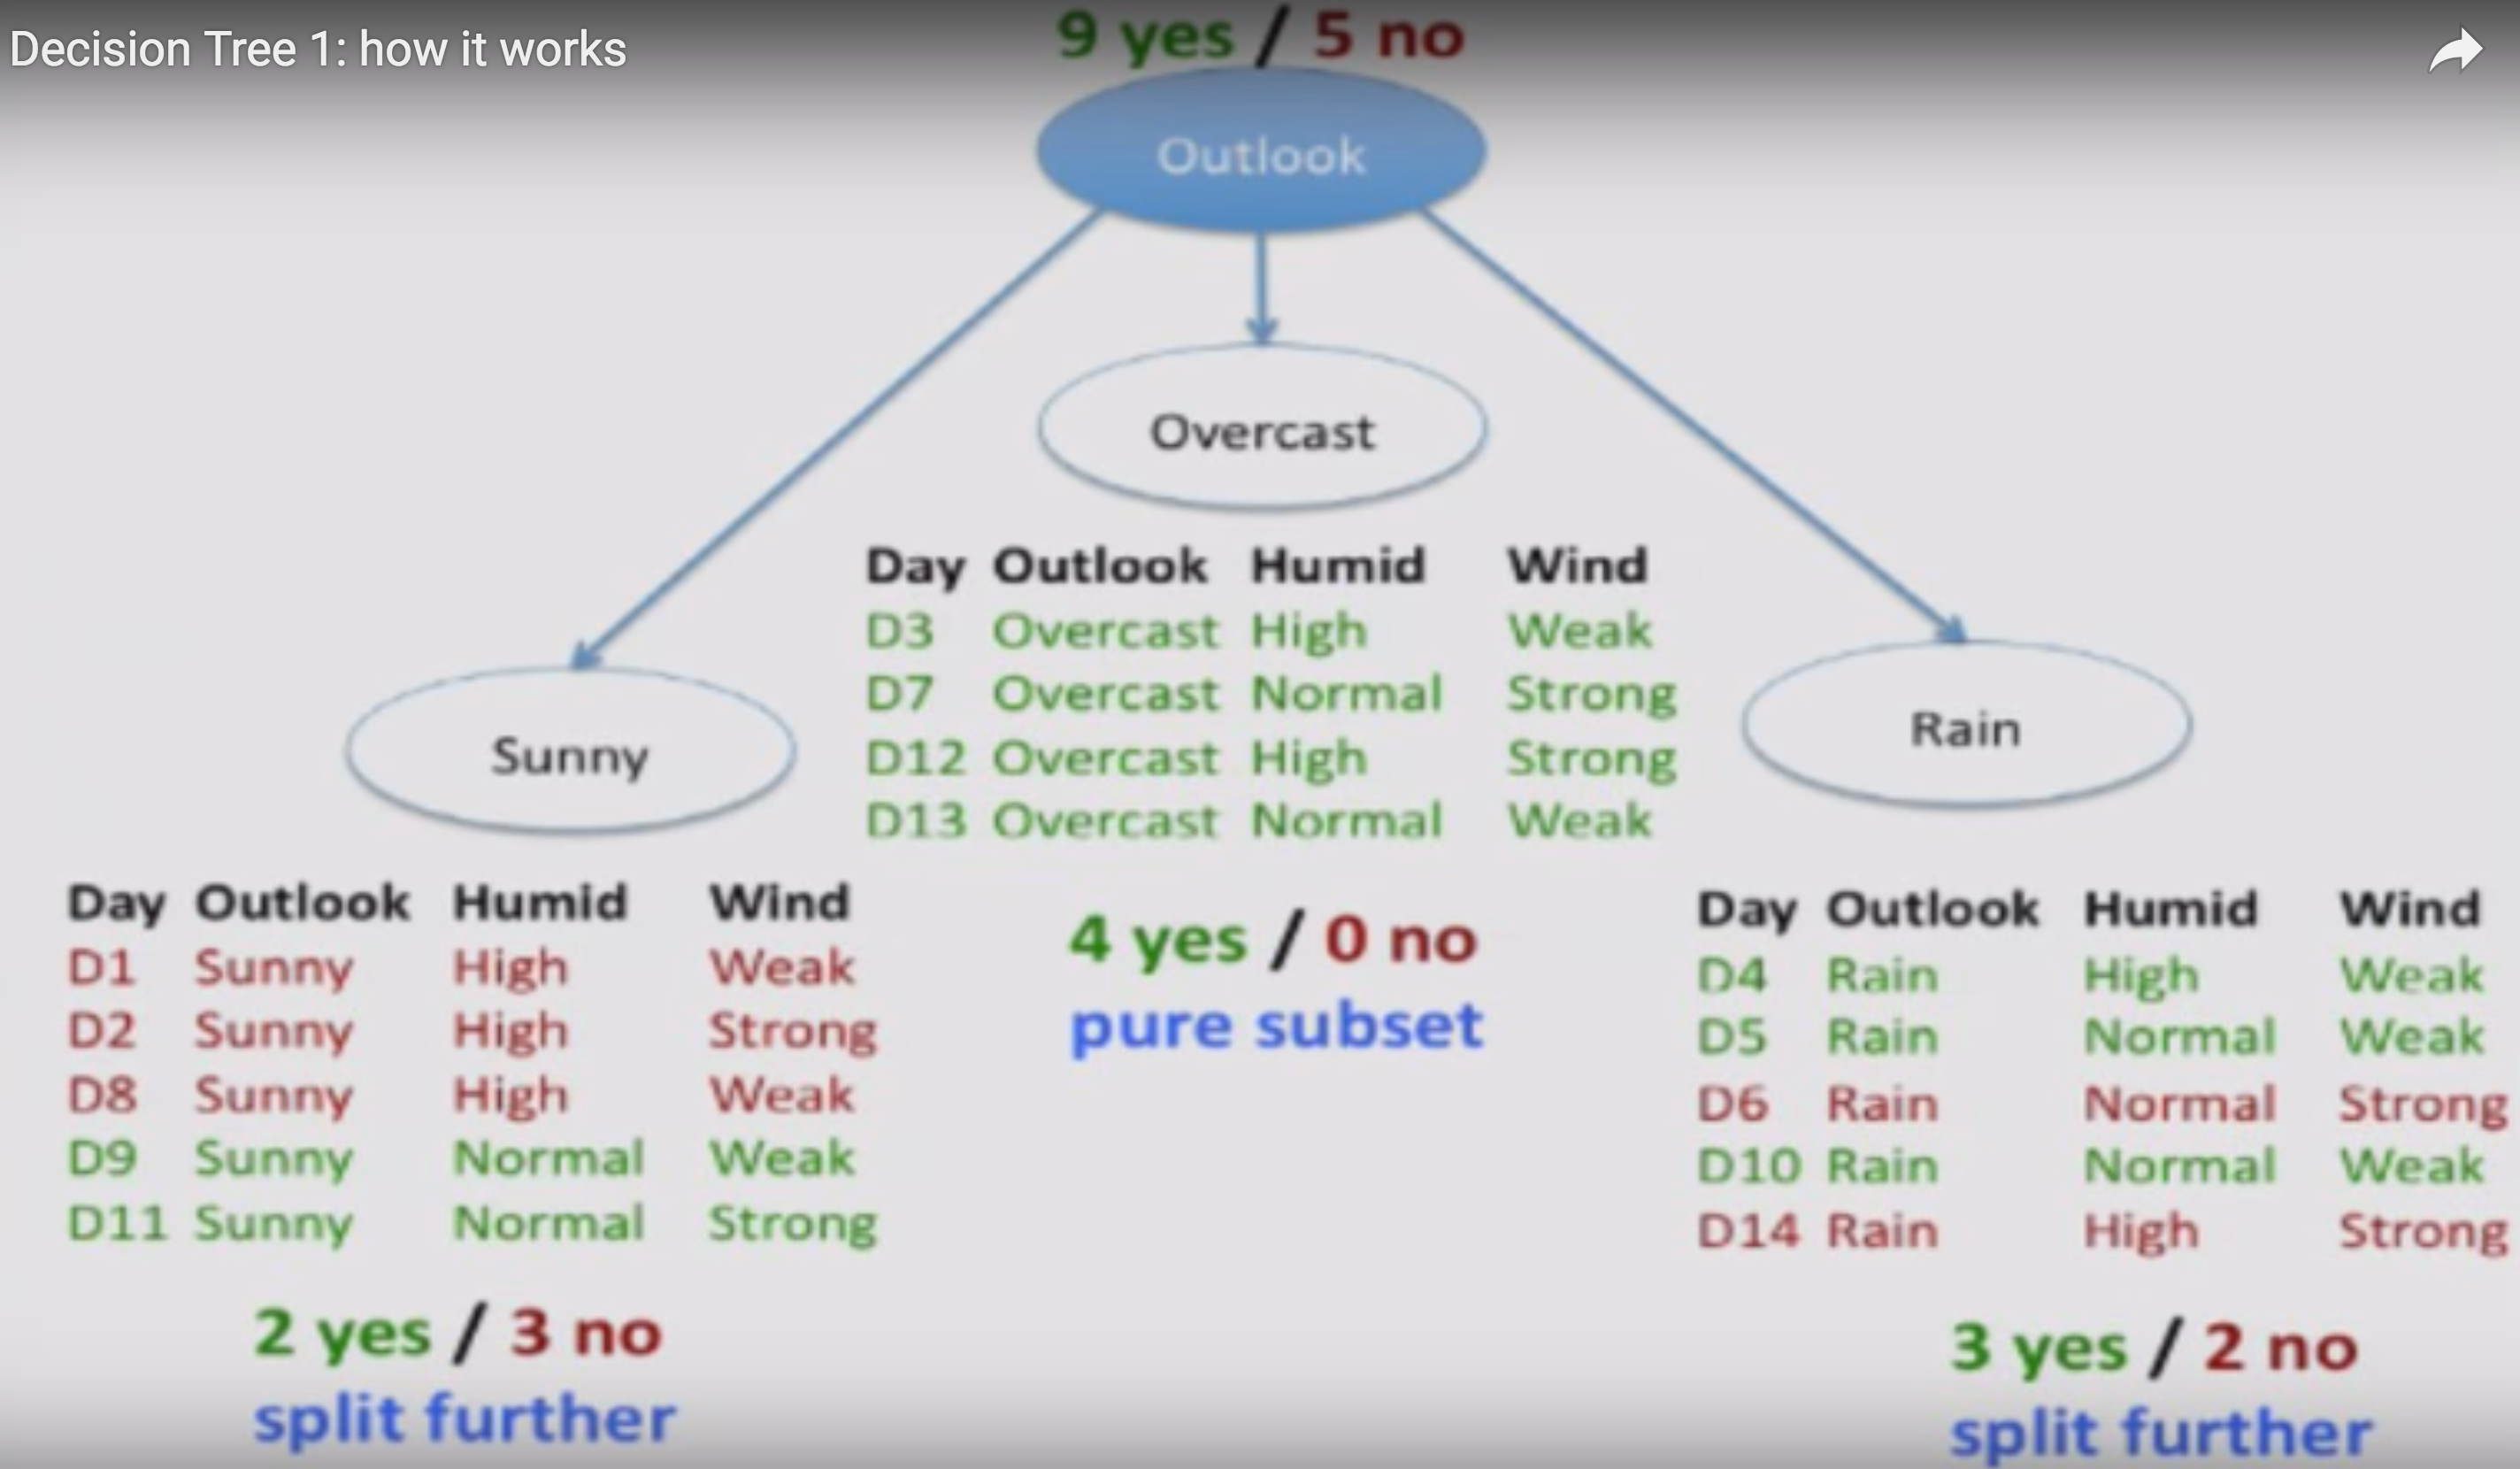 Decision Tree 1: how it works
9 yes / 5 no
Outlook
Overcast
Day Outlook Humid Wind
D3 Overcast High Weak
D7 Overcast Normal Strong
D12 Overcast High Strong
D13 Overcast Normal Weak
4 yes / 0 no
pure subset
Sunny
Day Outlook Humid Wind
D1 Sunny High Weak
D2 Sunny High Strong
D8 Sunny High Weak
D9 Sunny Normal Weak
D11 Sunny Normal Strong
2 yes / 3 no
split further
Rain
Day Outlook Humid Wind
D4 Rain High Weak
D5 Rain Normal Weak
D6 Rain Normal Strong
D10 Rain Normal Weak
D14 Rain High Strong
3 yes / 2 no
split further